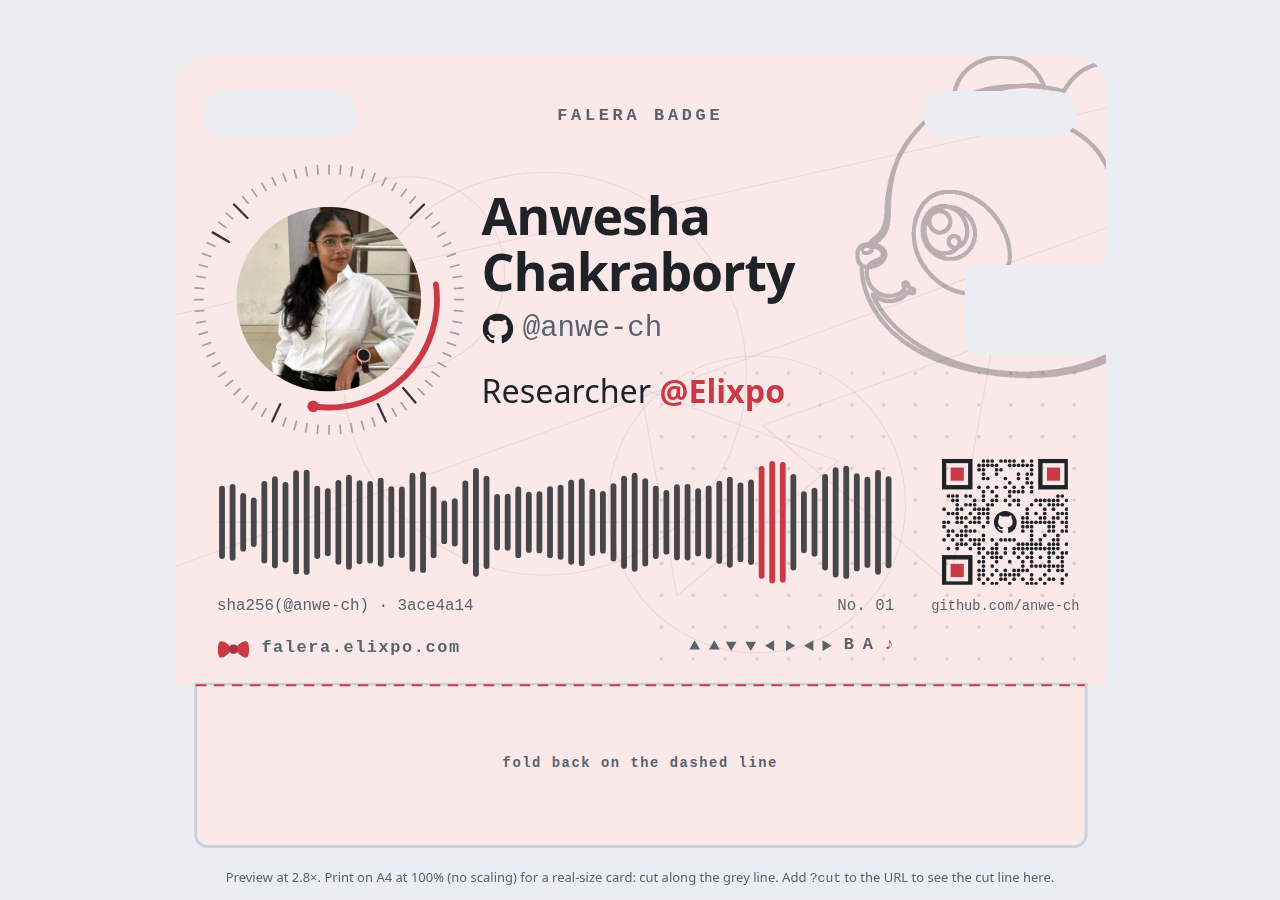 FALERA BADGE
Anwesha
Chakraborty
@anwe-ch
Researcher @Elixpo
sha256(@anwe-ch) · 3ace4a14
No. 01
github.com/anwe-ch
falera.elixpo.com
▲ ▲ ▼ ▼ ◀ ▶ ◀ ▶ B A ♪
fold back on the dashed line
Preview at 2.8×. Print on A4 at 100% (no scaling) for a real-size card: cut along the grey line. Add ?cut to the URL to see the cut line here.